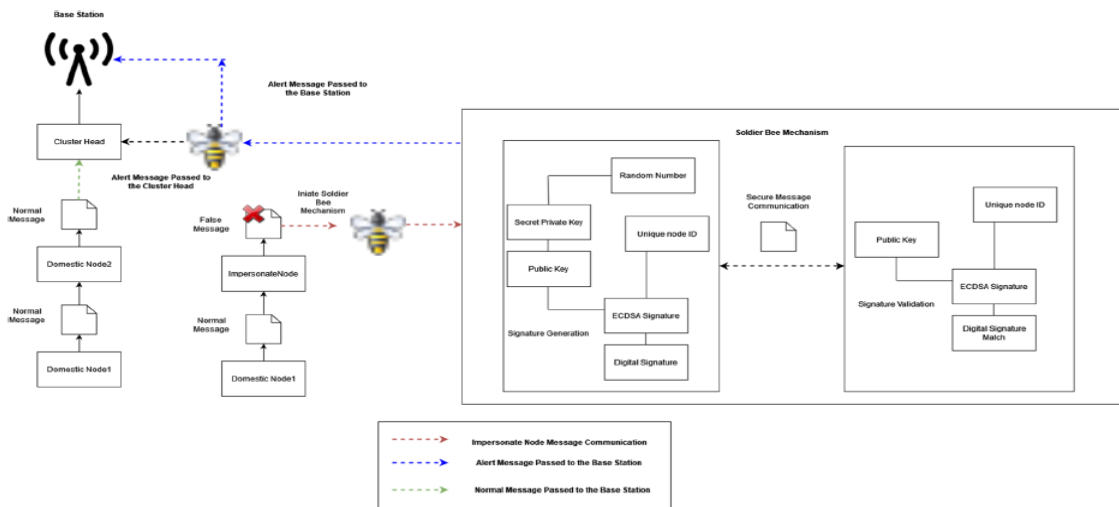 Base Station
Alert Message Passed to
the Base Station
Cluster Head
Alert Message Passed to
the Cluster Head
Normal
Message
Domestic Node2
Normal
Message
Domestic Node1
False
Message
Iniate Soldier
Bee
Mechanism
ImpersonateNode
Normal
Message
Domestic Node1
Soldier Bee Mechanism
Random Number
Secret Private Key
Unique node ID
Public Key
ECDSA Signature
Signature Generation
Digital Signature
Secure Message
Communication
Unique node ID
Public Key
ECDSA Signature
Signature Validation
Digital Signature
Match
Impersonate Node Message Communication
Alert Message Passed to the Base Station
Normal Message Passed to the Base Station